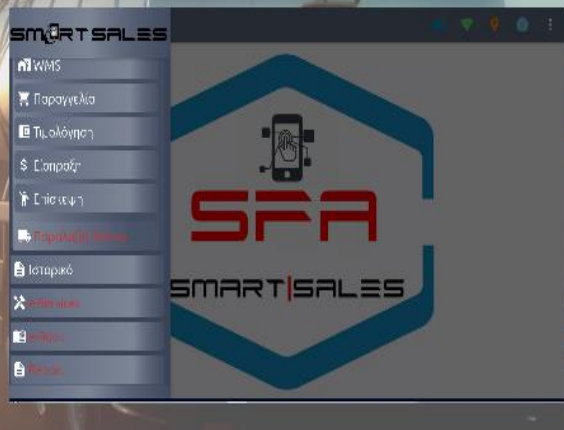 SMARTSALES
WMS
Παραγγελία
Τιμολόγηση
$ Είσπραξη
Επίσκεψη
Ιστορικό
SFA
SMART|SALES